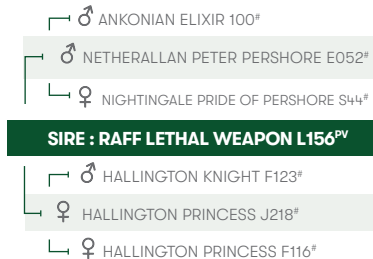 ♂ ANKONIAN ELIXIR 100#
♂ NETHERALLAN PETER PERSHORE E052#
♀ NIGHTINGALE PRIDE OF PERSHORE S44#
SIRE : RAFF LETHAL WEAPON L156PV
♂ HALLINGTON KNIGHT F123#
♀ HALLINGTON PRINCESS J218#
♀ HALLINGTON PRINCESS F116#